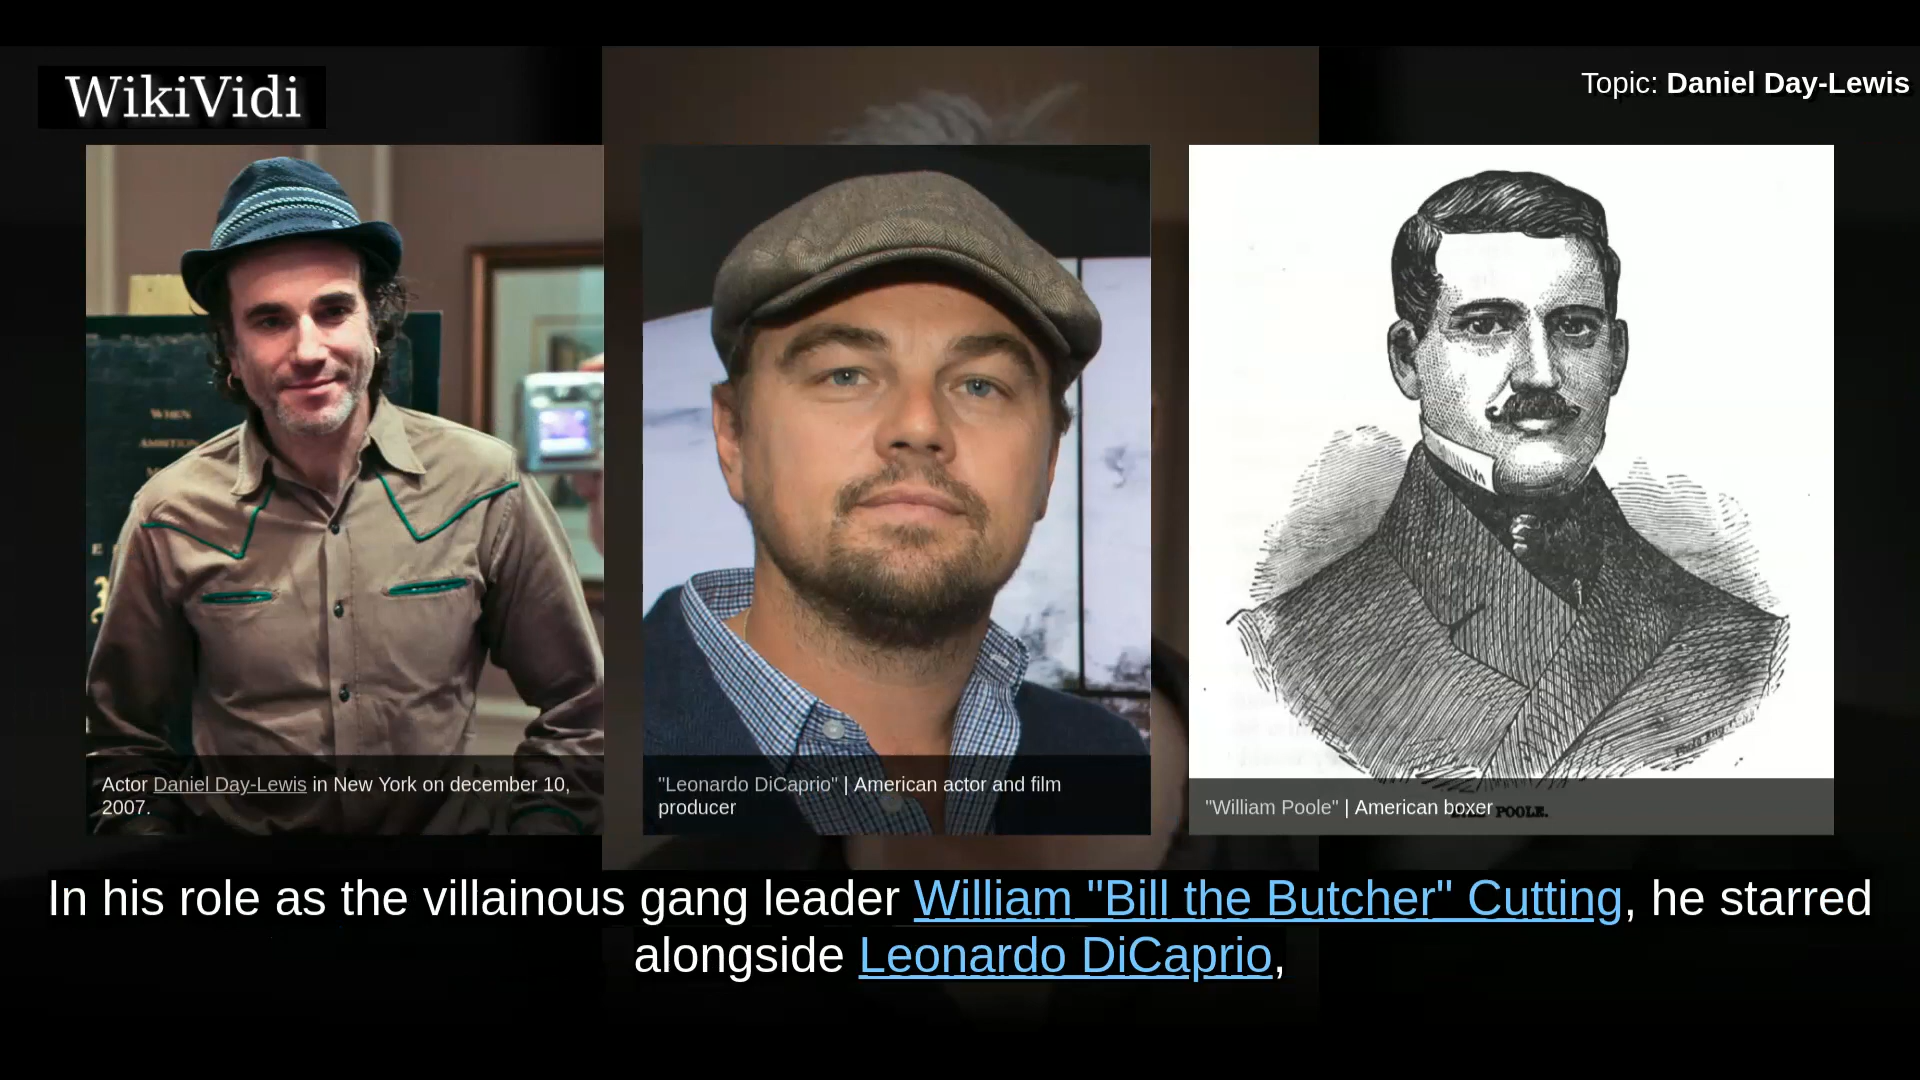 WikiVidi
Topic: Daniel Day-Lewis
WHEN
AMBITION
Actor Daniel Day-Lewis in New York on december 10,
2007.
"Leonardo DiCaprio" | American actor and film
producer
"William Poole" | American boxer
POOLE.
In his role as the villainous gang leader William "Bill the Butcher" Cutting, he starred
alongside Leonardo DiCaprio,